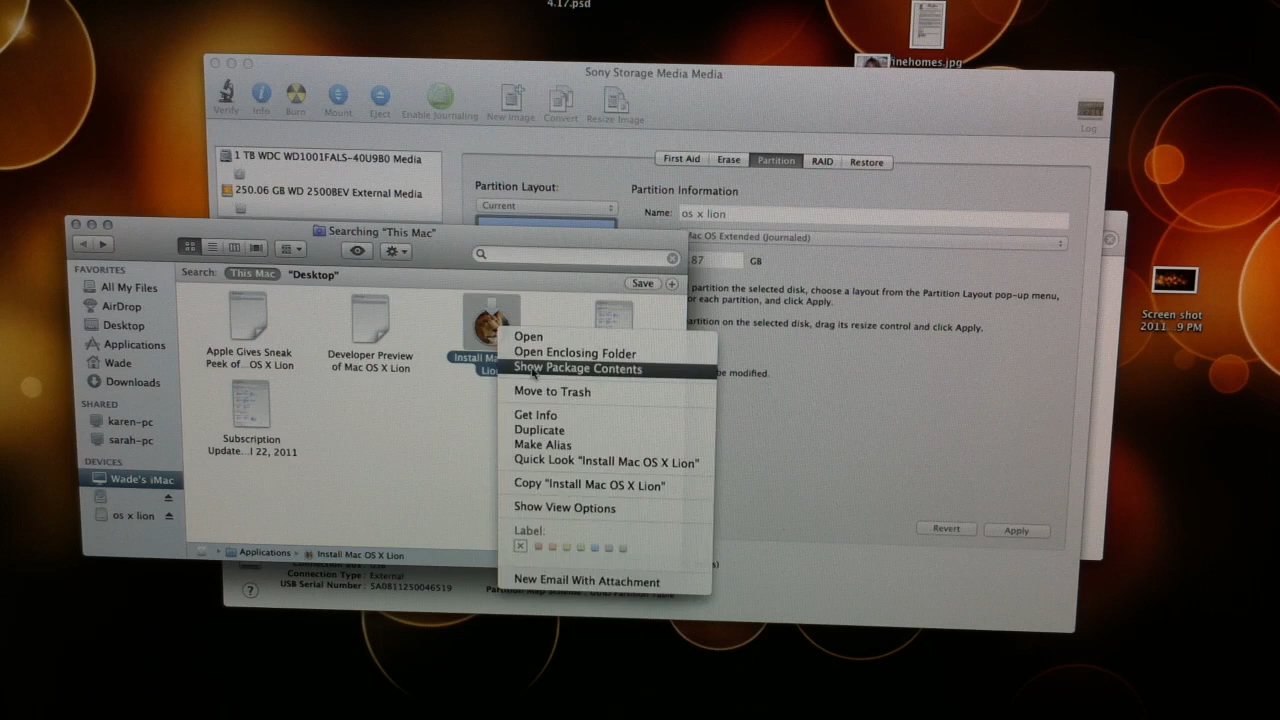 4.17.psd
finehomes.jpg
Sony Storage Media Media
Verify Info Burn Mount Eject Enable Journaling New Image Convert Resize Image
Log
1 TB WDC WD1001FALS-40U9B0 Media
250.06 GB WD 2500BEV External Media
First Aid Erase Partition RAID Restore
Partition Layout:
Current
Partition Information
Name: os x lion
Mac OS Extended (Journaled)
.87 GB
partition the selected disk, choose a layout from the Partition Layout pop-up menu,
or each partition, and click Apply.
artition on the selected disk, drag its resize control and click Apply.
be modified.
Revert Apply
Searching "This Mac"
Search: This Mac "Desktop"
Save
FAVORITES
All My Files
AirDrop
Desktop
Applications
Wade
Downloads
SHARED
karen-pc
sarah-pc
DEVICES
Wade's iMac
os x lion
Apple Gives Sneak
Peek of...OS X Lion
Developer Preview
of Mac OS X Lion
Install Ma
Lio
Subscription
Update...l 22, 2011
Open
Open Enclosing Folder
Show Package Contents
Move to Trash
Get Info
Duplicate
Make Alias
Quick Look "Install Mac OS X Lion"
Copy "Install Mac OS X Lion"
Show View Options
Label:
New Email With Attachment
Applications
Install Mac OS X Lion
Connection Type : External
USB Serial Number : SA0811250046519
Screen shot
2011 9 PM